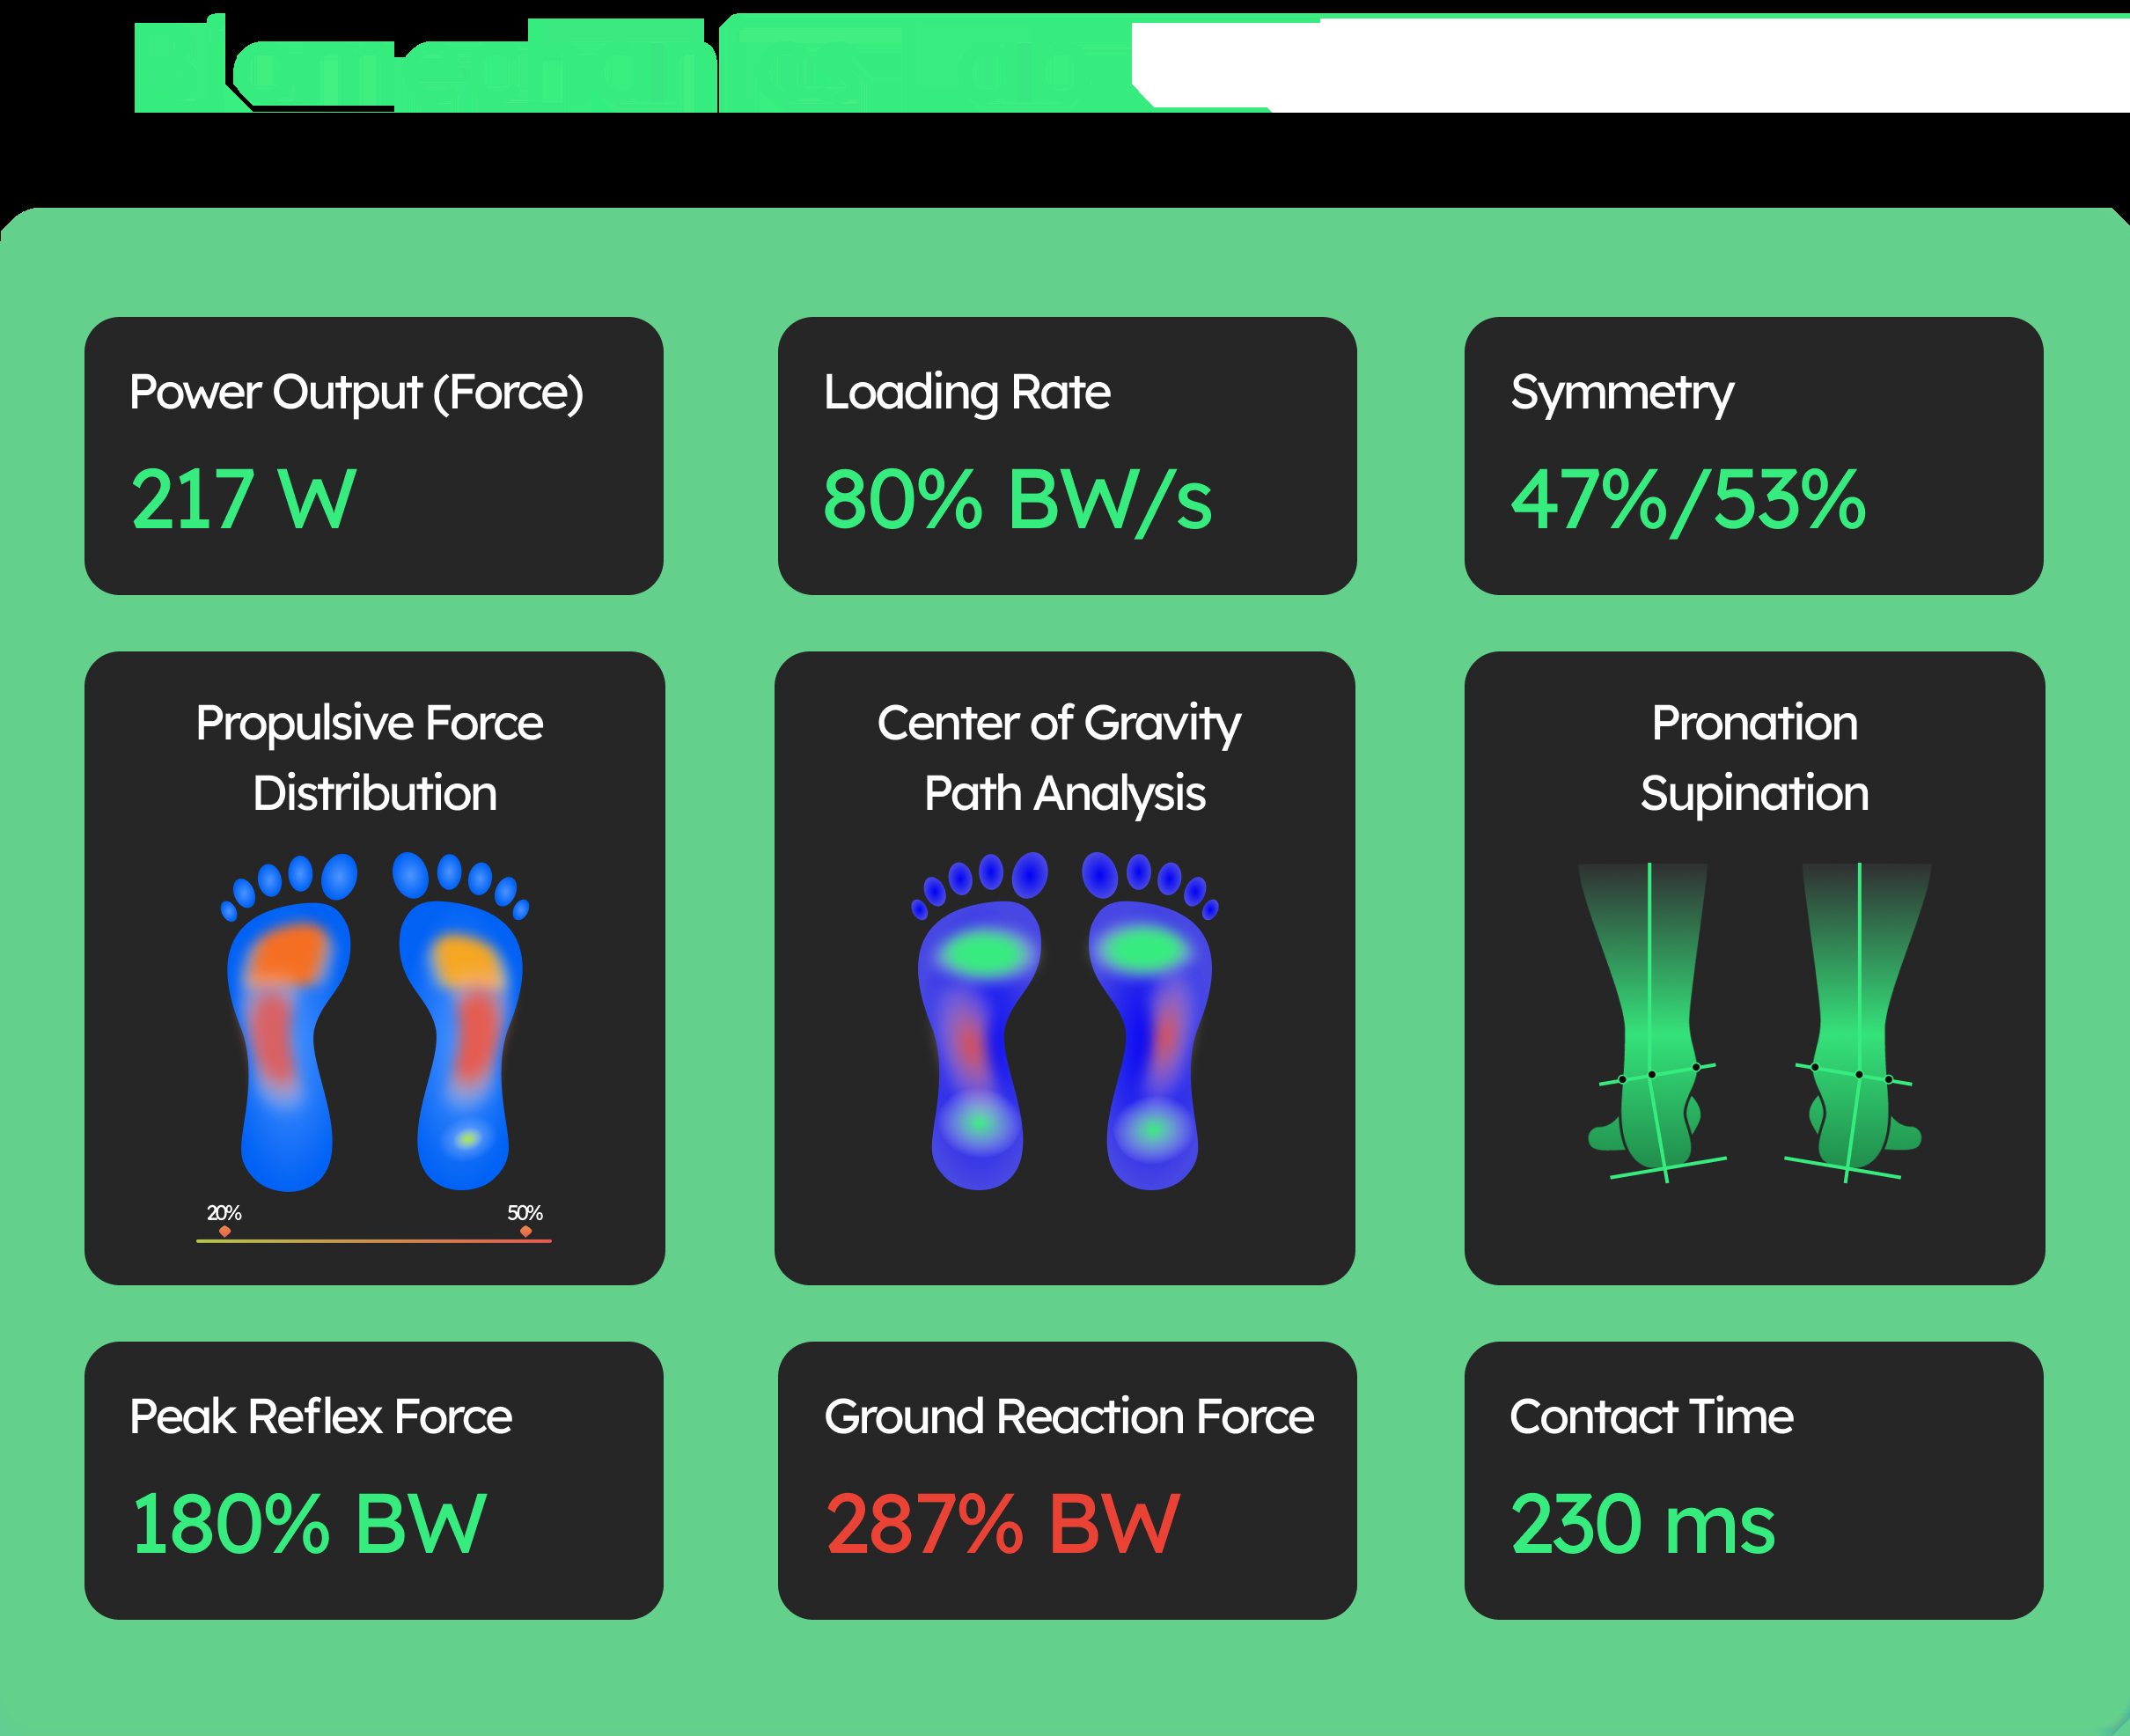 Power Output (Force)
217 W
Loading Rate
80% BW/s
Symmetry
47%/53%
Propulsive Force
Distribution
20%
50%
Center of Gravity
Path Analysis
Pronation
Supination
Peak Reflex Force
180% BW
Ground Reaction Force
287% BW
Contact Time
230 ms